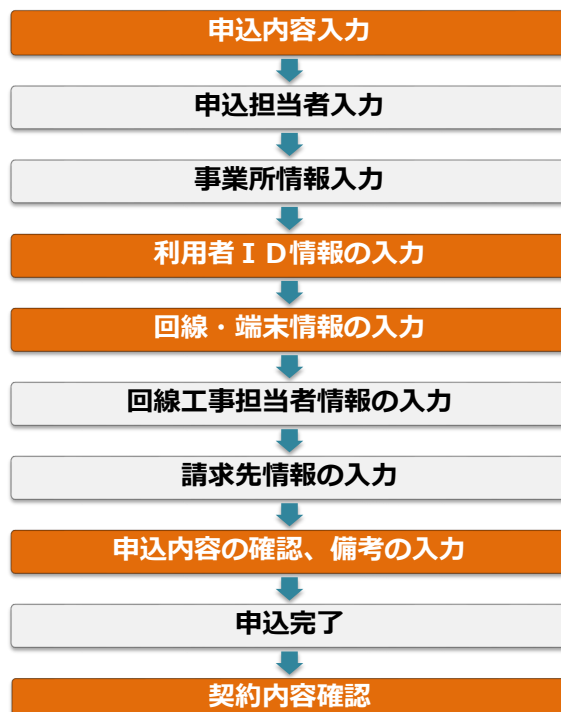 申込内容入力
申込担当者入力
事業所情報入力
利用者ＩＤ情報の入力
回線・端末情報の入力
回線工事担当者情報の入力
請求先情報の入力
申込内容の確認、備考の入力
申込完了
契約内容確認